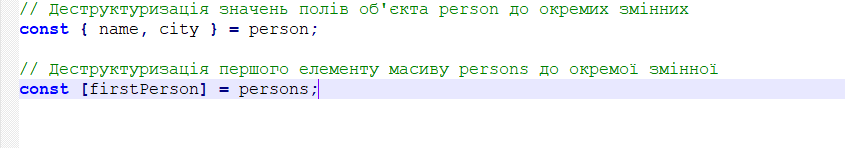 // Деструктуризація значень полів об'єкта person до окремих змінних
const { name, city } = person;
// Деструктуризація першого елементу масиву persons до окремої змінної
const [firstPerson] = persons;